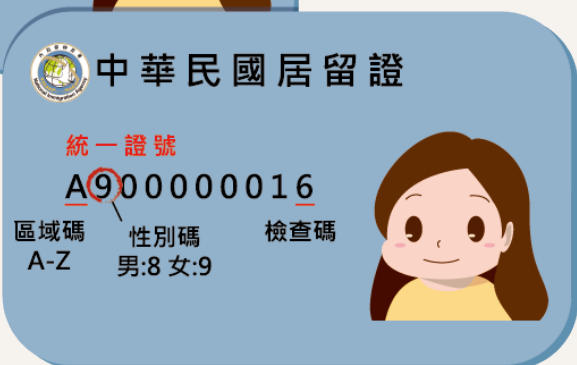 中華民國居留證
統一證號
A900000016
區域碼 性別碼 檢查碼
A-Z 男:8 女:9